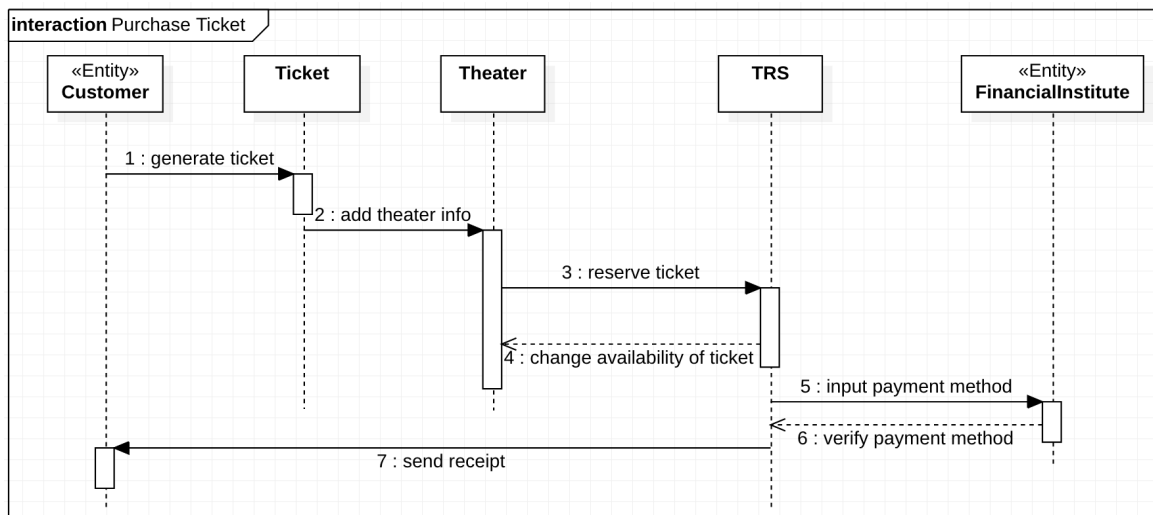 interaction Purchase Ticket
«Entity»
Customer
Ticket
Theater
TRS
«Entity»
FinancialInstitute
1 : generate ticket
2 : add theater info
3 : reserve ticket
4 : change availability of ticket
5 : input payment method
6 : verify payment method
7 : send receipt